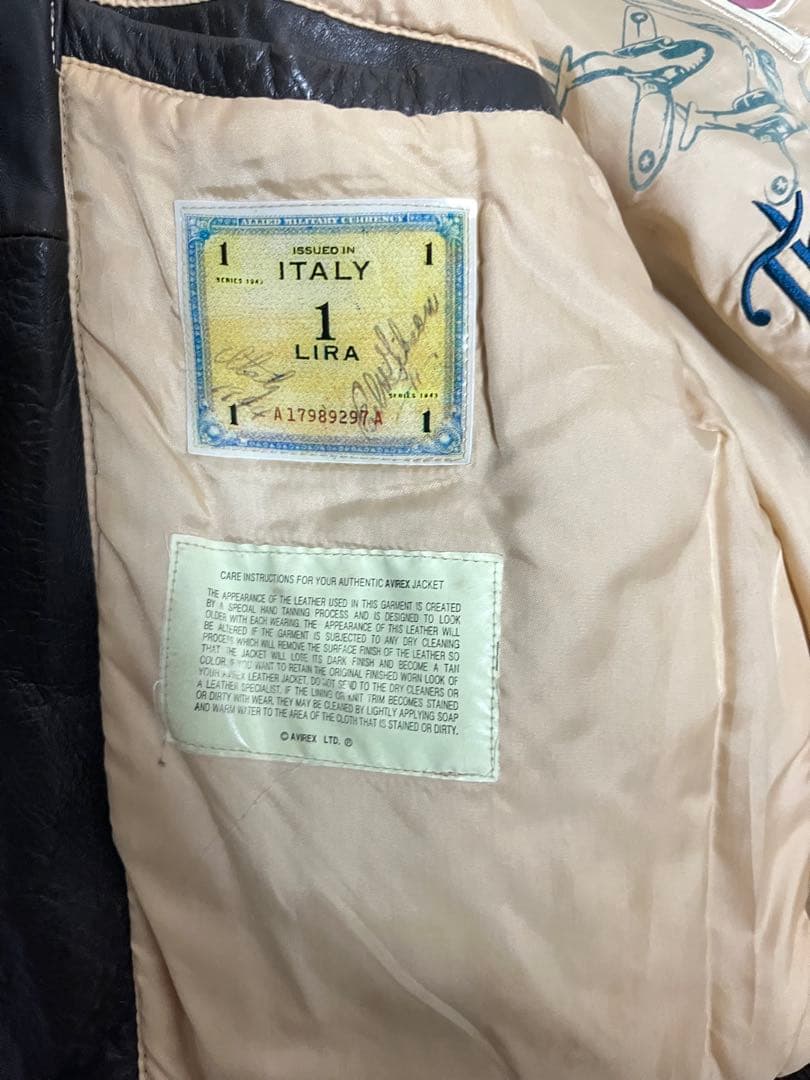 ALLIED MILITARY CURRENCY
1 ISSUED IN 1
ITALY
SERIES 1943
1
LIRA
SERIES 1943
1 A17989297A 1
CARE INSTRUCTIONS FOR YOUR AUTHENTIC AVIREX JACKET
THE APPEARANCE OF THE LEATHER USED IN THIS GARMENT IS CREATED
BY A SPECIAL HAND TANNING PROCESS AND IS DESIGNED TO LOOK
OLDER WITH EACH WEARING. THE APPEARANCE OF THIS LEATHER WILL
BE ALTERED IF THE GARMENT IS SUBJECTED TO ANY DRY CLEANING
PROCESS WHICH WILL REMOVE THE SURFACE FINISH OF THE LEATHER SO
THAT THE JACKET WILL LOSE ITS DARK FINISH AND BECOME A TAN
COLOR. IF YOU WANT TO RETAIN THE ORIGINAL FINISHED WORN LOOK OF
YOUR AVIREX LEATHER JACKET, DO NOT SEND TO THE DRY CLEANERS OR
A LEATHER SPECIALIST. IF THE LINING OR KNIT TRIM BECOMES STAINED
OR DIRTY WITH WEAR, THEY MAY BE CLEANED BY LIGHTLY APPLYING SOAP
AND WARM WATER TO THE AREA OF THE CLOTH THAT IS STAINED OR DIRTY.
© AVIREX LTD. ®